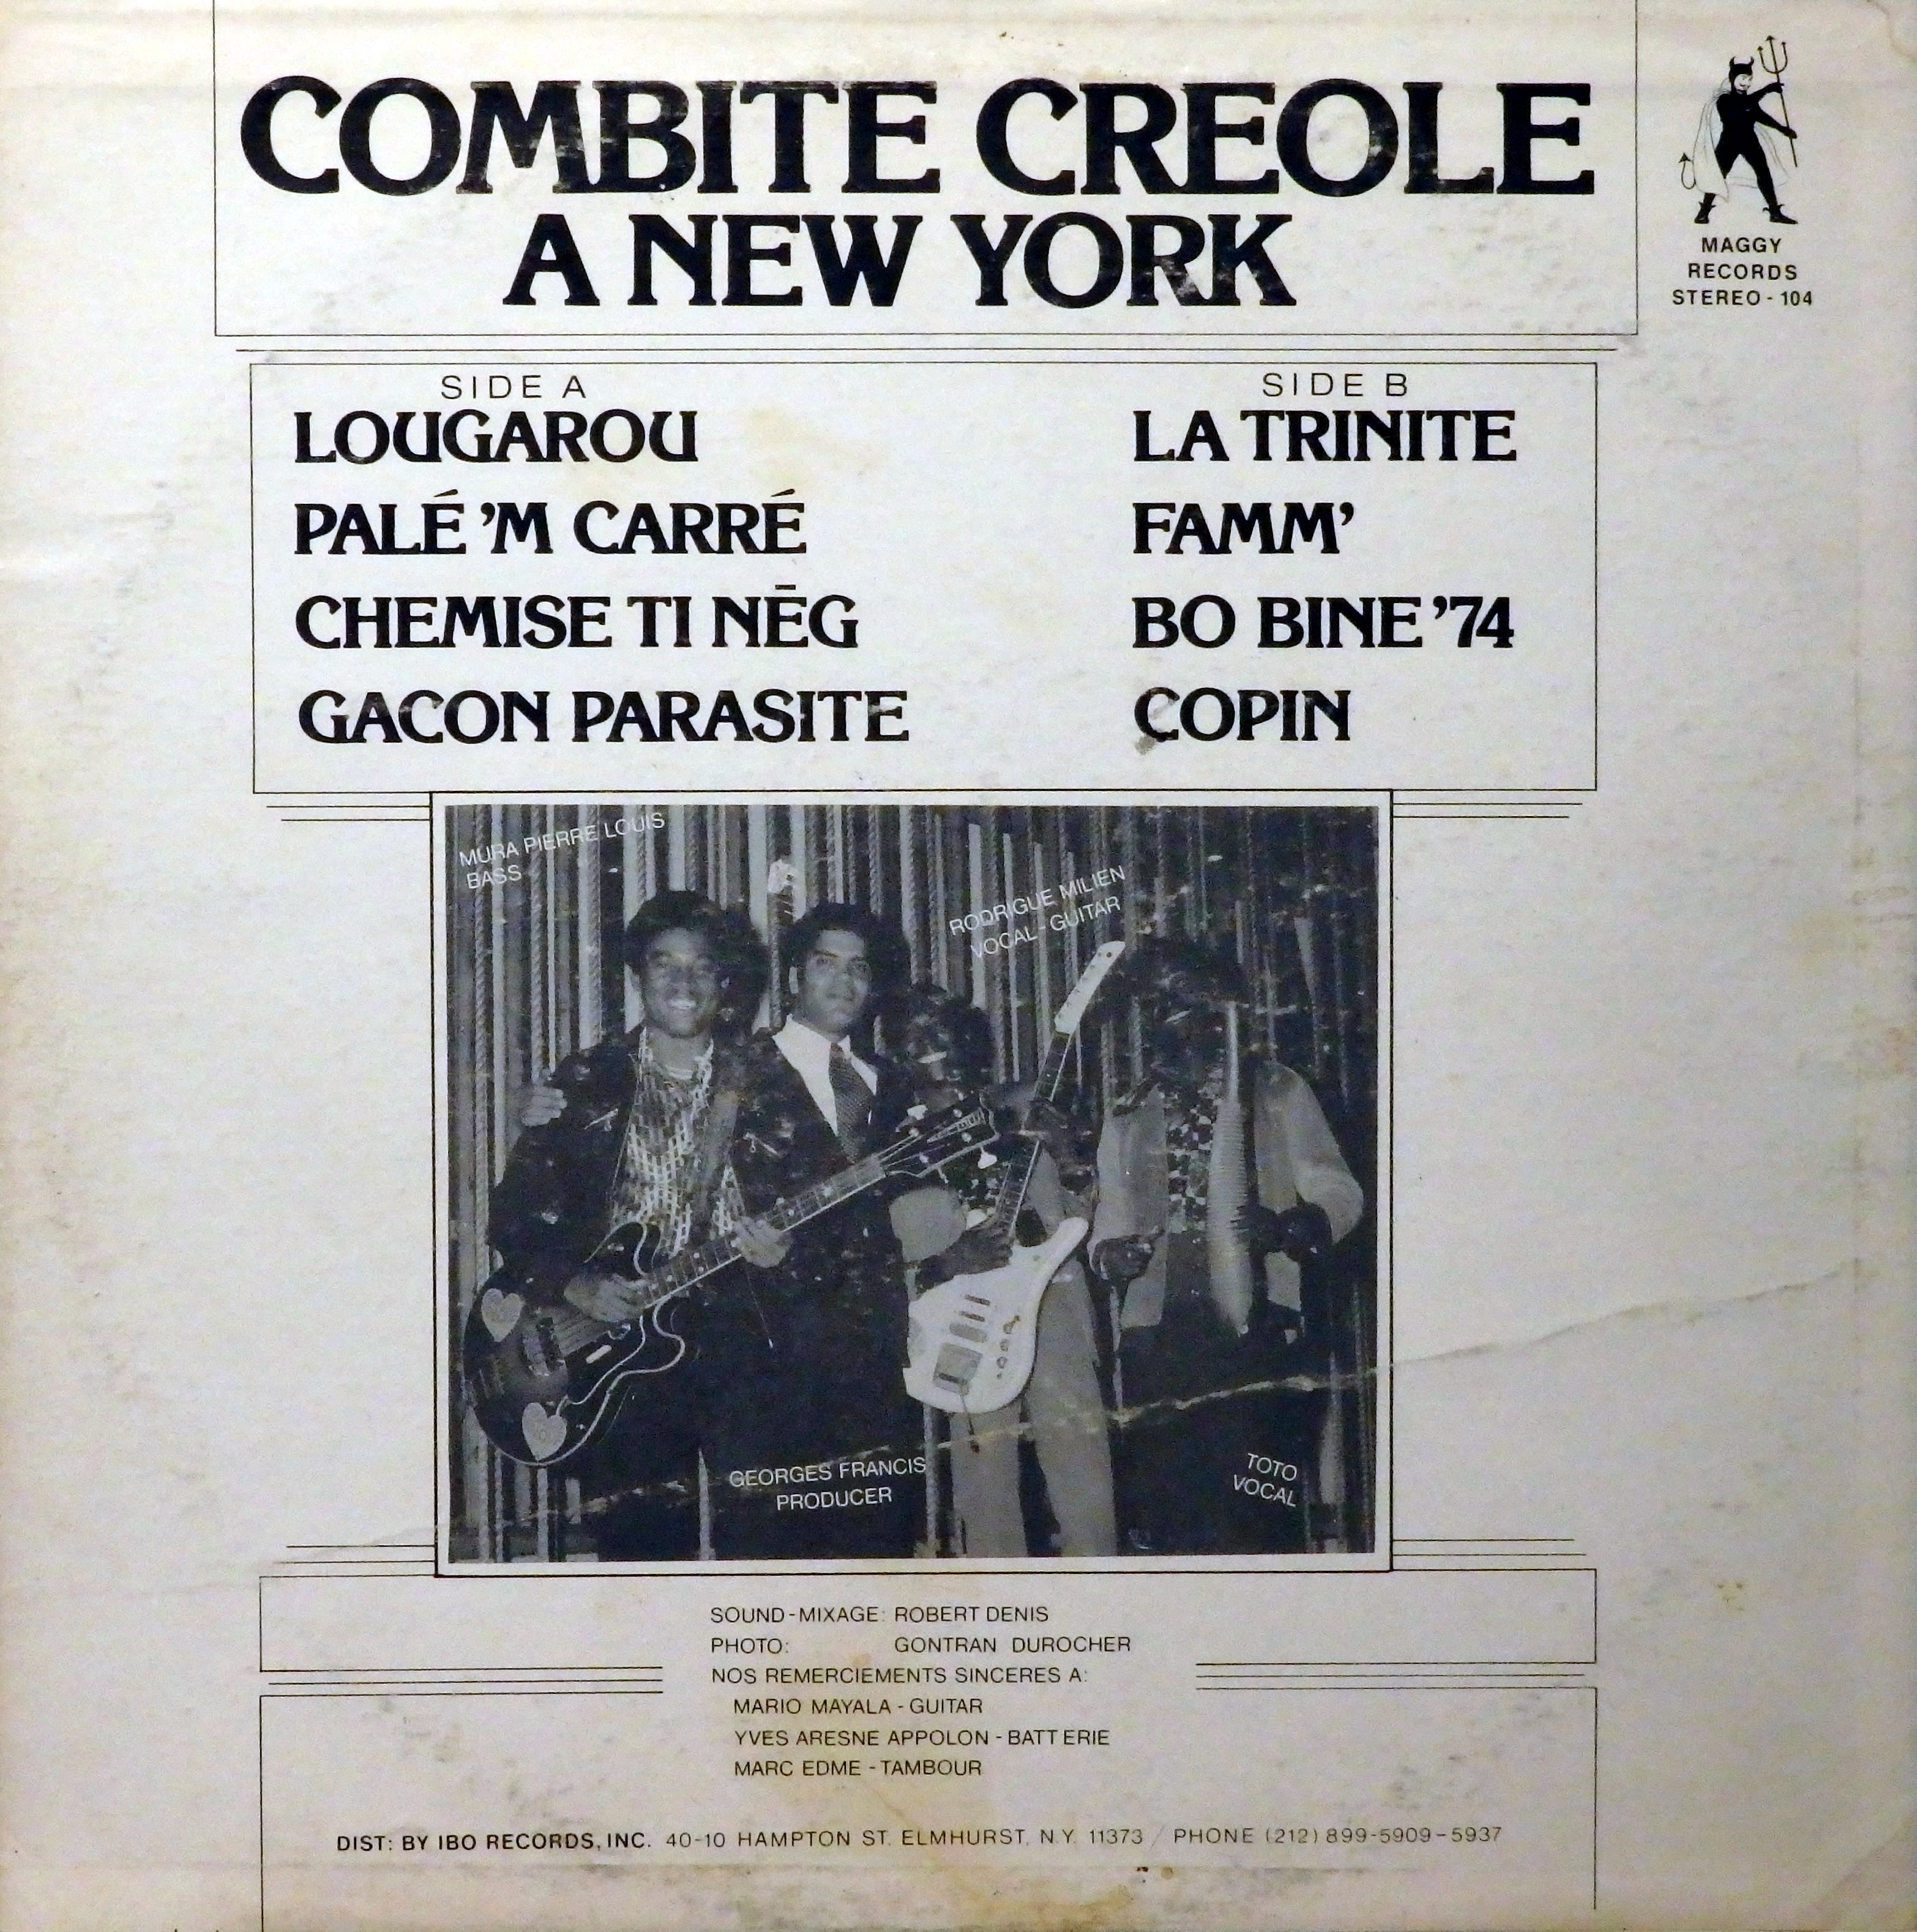 COMBITE CREOLE
A NEW YORK
MAGGY
RECORDS
STEREO - 104
SIDE A
LOUGAROU
PALÉ 'M CARRÉ
CHEMISE TI NĒG
GACON PARASITE
SIDE B
LA TRINITE
FAMM'
BO BINE '74
COPIN
MURA PIERRE LOUIS
BASS
RODRIGUE MILIEN
VOCAL - GUITAR
GEORGES FRANCIS
PRODUCER
TOTO
VOCAL
SOUND-MIXAGE: ROBERT DENIS
PHOTO: GONTRAN DUROCHER
NOS REMERCIEMENTS SINCERES A:
MARIO MAYALA - GUITAR
YVES ARESNE APPOLON - BATTERIE
MARC EDME - TAMBOUR
DIST: BY IBO RECORDS, INC. 40-10 HAMPTON ST. ELMHURST, N.Y. 11373 / PHONE (212) 899-5909-5937